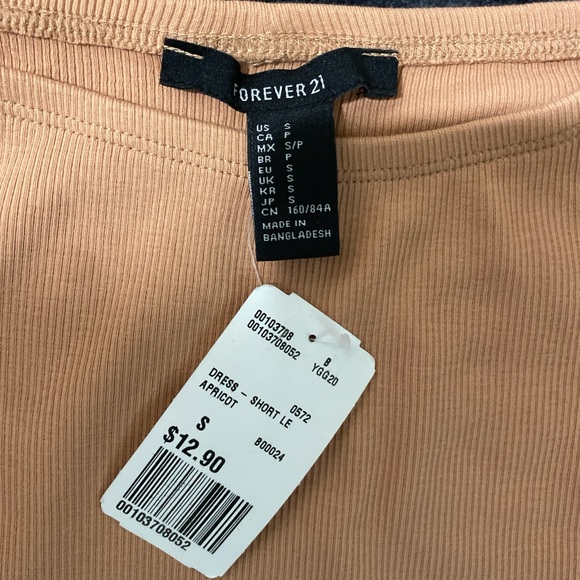 FOREVER 21
US S
CA P
MX S/P
BR P
EU S
UK S
KR S
JP S
CN 160/84A
MADE IN
BANGLADESH
00103708 B
00103708052 YGG20
DRESS - SHORT LE 0572
APRICOT 800024
S
$12.90
00103708052